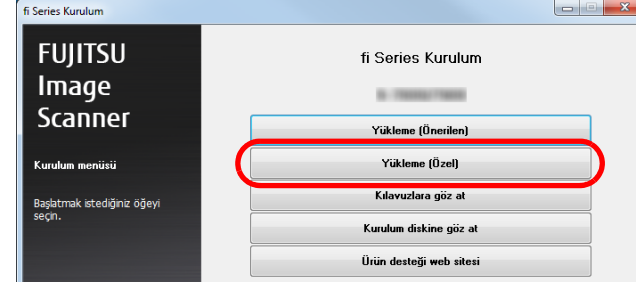 fi Series Kurulum
FUJITSU
Image
Scanner
Kurulum menüsü
Başlatmak istediğiniz öğeyi
seçin.
fi Series Kurulum
Yükleme (Önerilen)
Yükleme (Özel)
Kılavuzlara göz at
Kurulum diskine göz at
Ürün desteği web sitesi